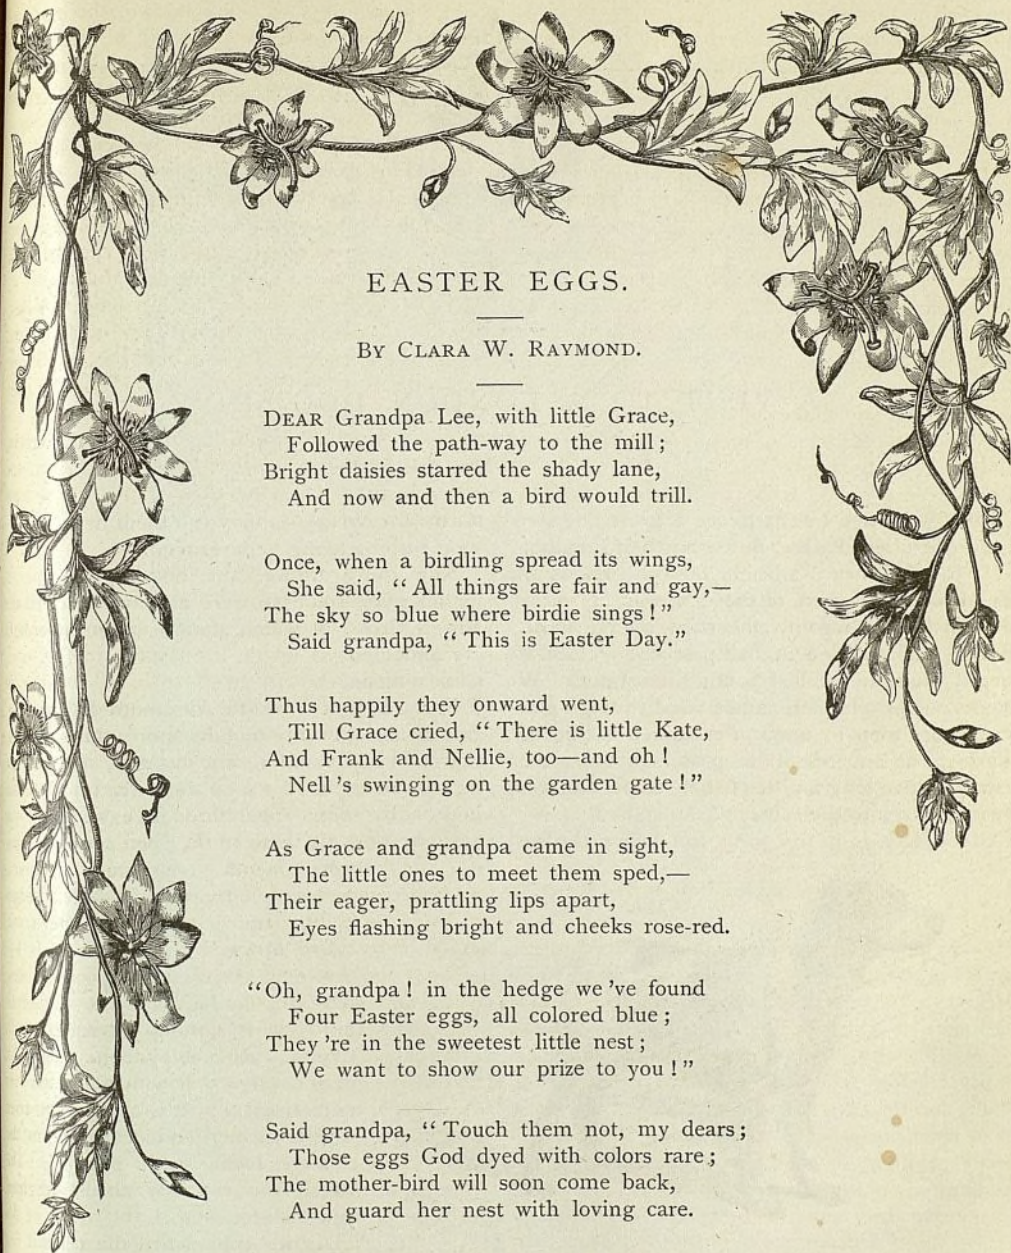 EASTER EGGS.
BY CLARA W. RAYMOND.
DEAR Grandpa Lee, with little Grace,
Followed the path-way to the mill;
Bright daisies starred the shady lane,
And now and then a bird would trill.
Once, when a birdling spread its wings,
She said, “All things are fair and gay,—
The sky so blue where birdie sings!”
Said grandpa, “This is Easter Day.”
Thus happily they onward went,
Till Grace cried, “There is little Kate,
And Frank and Nellie, too—and oh!
Nell's swinging on the garden gate!”
As Grace and grandpa came in sight,
The little ones to meet them sped,—
Their eager, prattling lips apart,
Eyes flashing bright and cheeks rose-red.
“Oh, grandpa! in the hedge we've found
Four Easter eggs, all colored blue;
They're in the sweetest little nest;
We want to show our prize to you!”
Said grandpa, “Touch them not, my dears;
Those eggs God dyed with colors rare;
The mother-bird will soon come back,
And guard her nest with loving care.